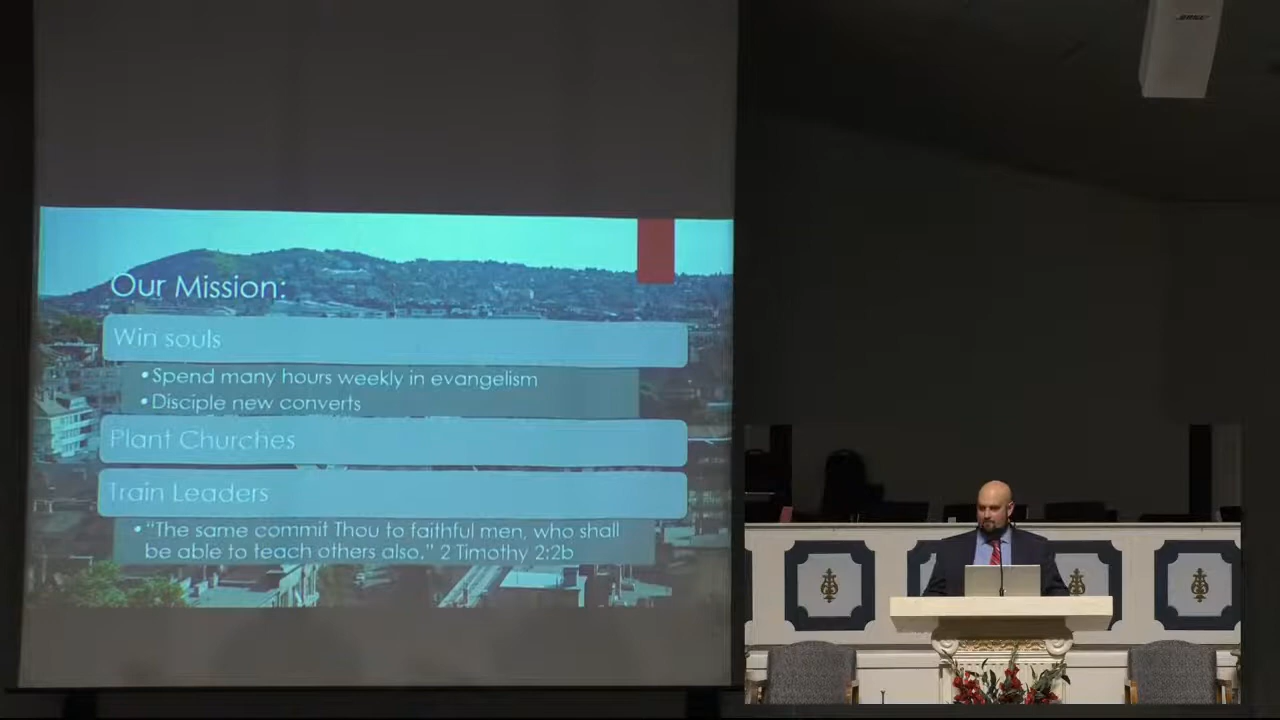 BOSE
Our Mission:
Win souls
•Spend many hours weekly in evangelism
•Disciple new converts
Plant Churches
Train Leaders
•"The same commit Thou to faithful men, who shall
be able to teach others also." 2 Timothy 2:2b